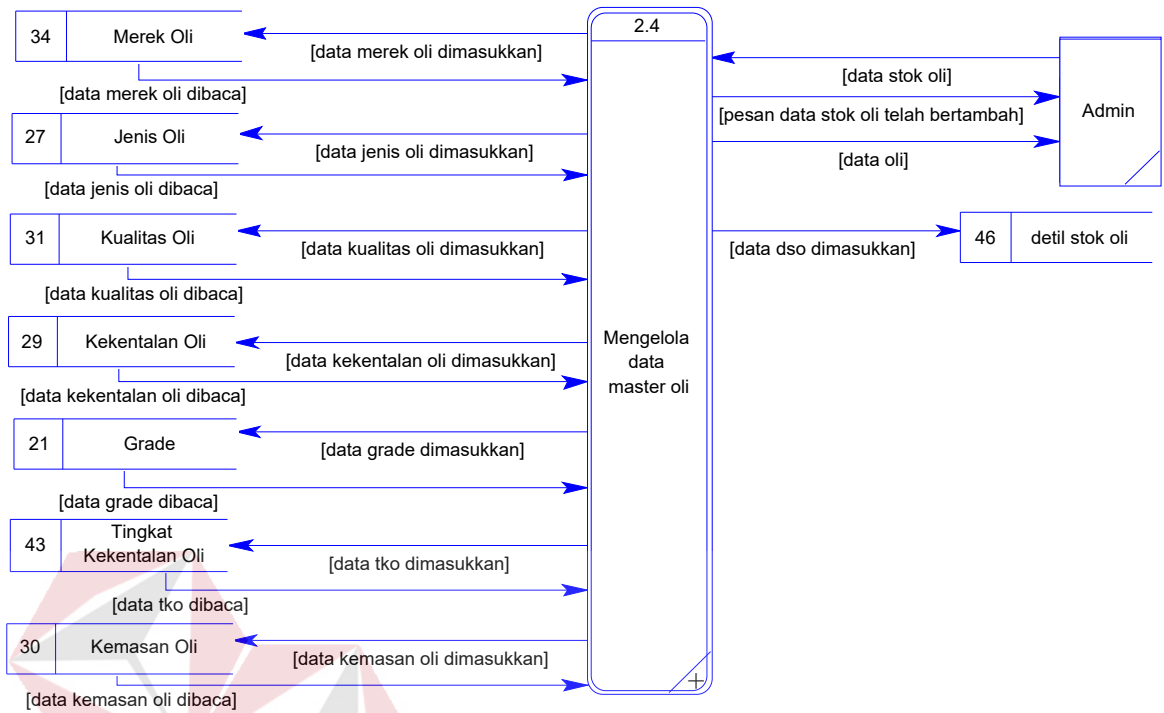 34
Merek Oli
[data merek oli dimasukkan]
[data merek oli dibaca]
27
Jenis Oli
[data jenis oli dimasukkan]
[data jenis oli dibaca]
31
Kualitas Oli
[data kualitas oli dimasukkan]
[data kualitas oli dibaca]
29
Kekentalan Oli
[data kekentalan oli dimasukkan]
[data kekentalan oli dibaca]
21
Grade
[data grade dimasukkan]
[data grade dibaca]
43
Tingkat
Kekentalan Oli
[data tko dimasukkan]
[data tko dibaca]
30
Kemasan Oli
[data kemasan oli dimasukkan]
[data kemasan oli dibaca]
2.4
Mengelola
data
master oli
[data stok oli]
[pesan data stok oli telah bertambah]
[data oli]
Admin
[data dso dimasukkan]
46
detil stok oli